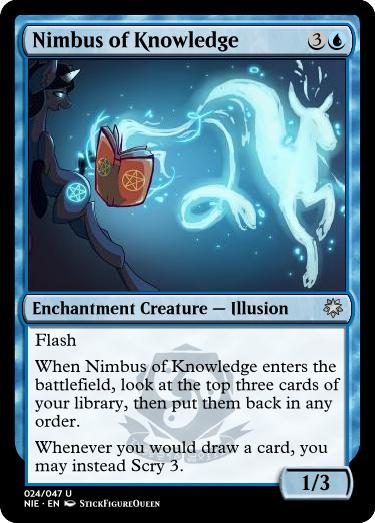 Nimbus of Knowledge
3
Enchantment Creature — Illusion
Flash
When Nimbus of Knowledge enters the
battlefield, look at the top three cards of
your library, then put them back in any
order.
Whenever you would draw a card, you
may instead Scry 3.
1/3
024/047 U
NIE • EN StickFigureQueen